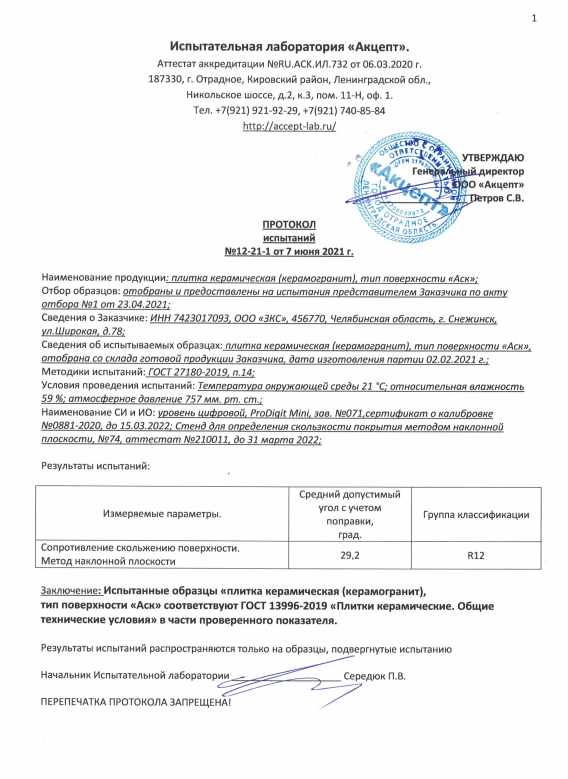 1
Испытательная лаборатория «Акцепт».
Аттестат аккредитации №RU.АСК.ИЛ.732 от 06.03.2020 г.
187330, г. Отрадное, Кировский район, Ленинградской обл.,
Никольское шоссе, д.2, к.3, пом. 11-Н, оф. 1.
Тел. +7(921) 921-92-29, +7(921) 740-85-84
http://accept-lab.ru/
УТВЕРЖДАЮ
Генеральный директор
ООО «Акцепт»
Петров С.В.
ОБЩЕСТВО С ОГРАНИЧЕННОЙ
ОТВЕТСТВЕННОСТЬЮ
«Акцепт»
ГОРОД ОТРАДНОЕ
ЛЕНИНГРАДСКАЯ ОБЛАСТЬ
ПРОТОКОЛ
испытаний
№12-21-1 от 7 июня 2021 г.
Наименование продукции: плитка керамическая (керамогранит), тип поверхности «Аск»;
Отбор образцов: отобраны и предоставлены на испытания представителем Заказчика по акту
отбора №1 от 23.04.2021;
Сведения о Заказчике: ИНН 7423017093, ООО «ЗКС», 456770, Челябинская область, г. Снежинск,
ул.Широкая, д.78;
Сведения об испытываемых образцах: плитка керамическая (керамогранит), тип поверхности «Аск»,
отобрана со склада готовой продукции Заказчика, дата изготовления партии 02.02.2021 г.;
Методики испытаний: ГОСТ 27180-2019, п.14;
Условия проведения испытаний: Температура окружающей среды 21 °С; относительная влажность
59 %; атмосферное давление 757 мм. рт. ст.;
Наименование СИ и ИО: уровень цифровой, ProDigit Mini, зав. №071,сертификат о калибровке
№0881-2020, до 15.03.2022; Стенд для определения скользкости покрытия методом наклонной
плоскости, №74, аттестат №210011, до 31 марта 2022;
Результаты испытаний:
Измеряемые параметры.
Средний допустимый
угол с учетом
поправки,
град.
Группа классификации
Сопротивление скольжению поверхности.
Метод наклонной плоскости
29,2
R12
Заключение: Испытанные образцы «плитка керамическая (керамогранит),
тип поверхности «Аск» соответствуют ГОСТ 13996-2019 «Плитки керамические. Общие
технические условия» в части проверенного показателя.
Результаты испытаний распространяются только на образцы, подвергнутые испытанию
Начальник Испытательной лаборатории Середюк П.В.
ПЕРЕПЕЧАТКА ПРОТОКОЛА ЗАПРЕЩЕНА!